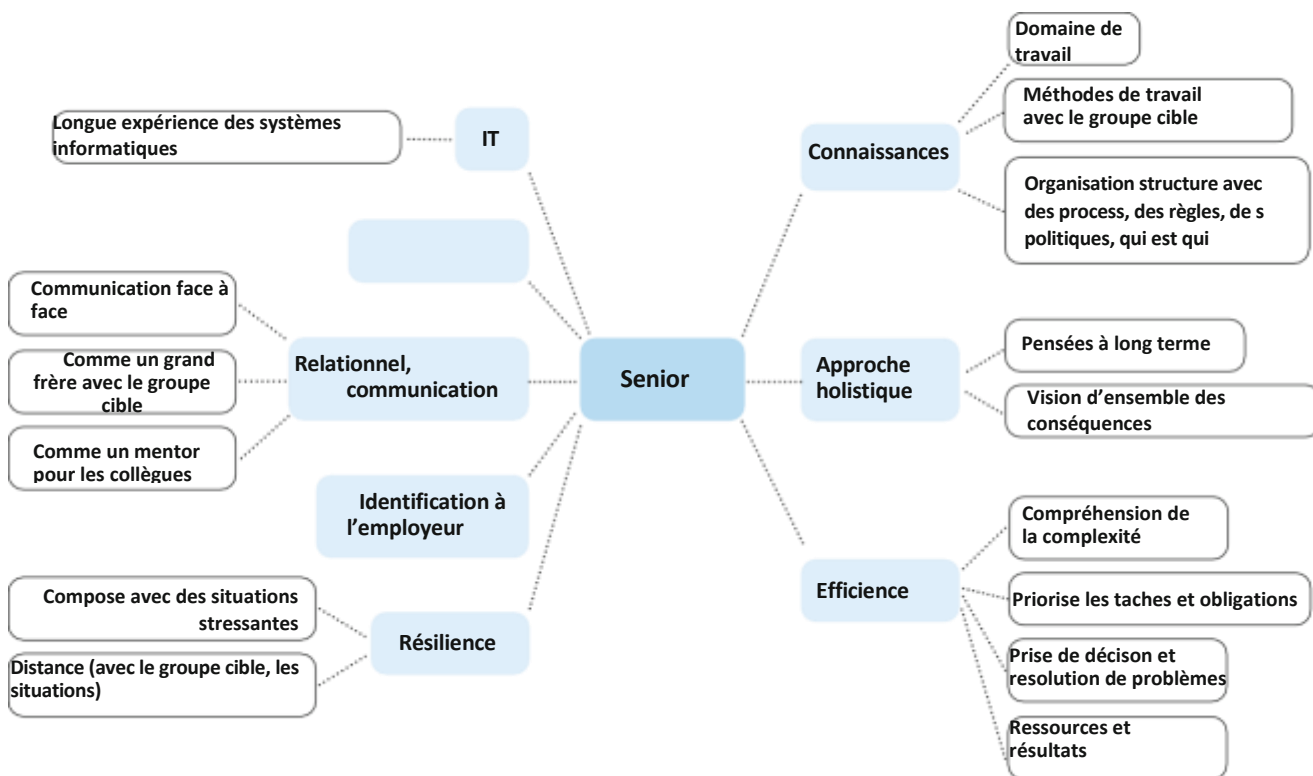 Domaine de
travail
Longue expérience des systèmes
informatiques
IT
Méthodes de travail
avec le groupe cible
Connaissances
Organisation structure avec
des process, des règles, de s
politiques, qui est qui
Communication face à
face
Comme un grand
frère avec le groupe
cible
Comme un mentor
pour les collègues
Relationnel,
communication
Senior
Approche
holistique
Pensées à long terme
Vision d’ensemble des
conséquences
Identification à
l’employeur
Compose avec des situations
stressantes
Distance (avec le groupe cible, les
situations)
Résilience
Efficience
Compréhension de
la complexité
Priorise les taches et obligations
Prise de décison et
resolution de problèmes
Ressources et
résultats